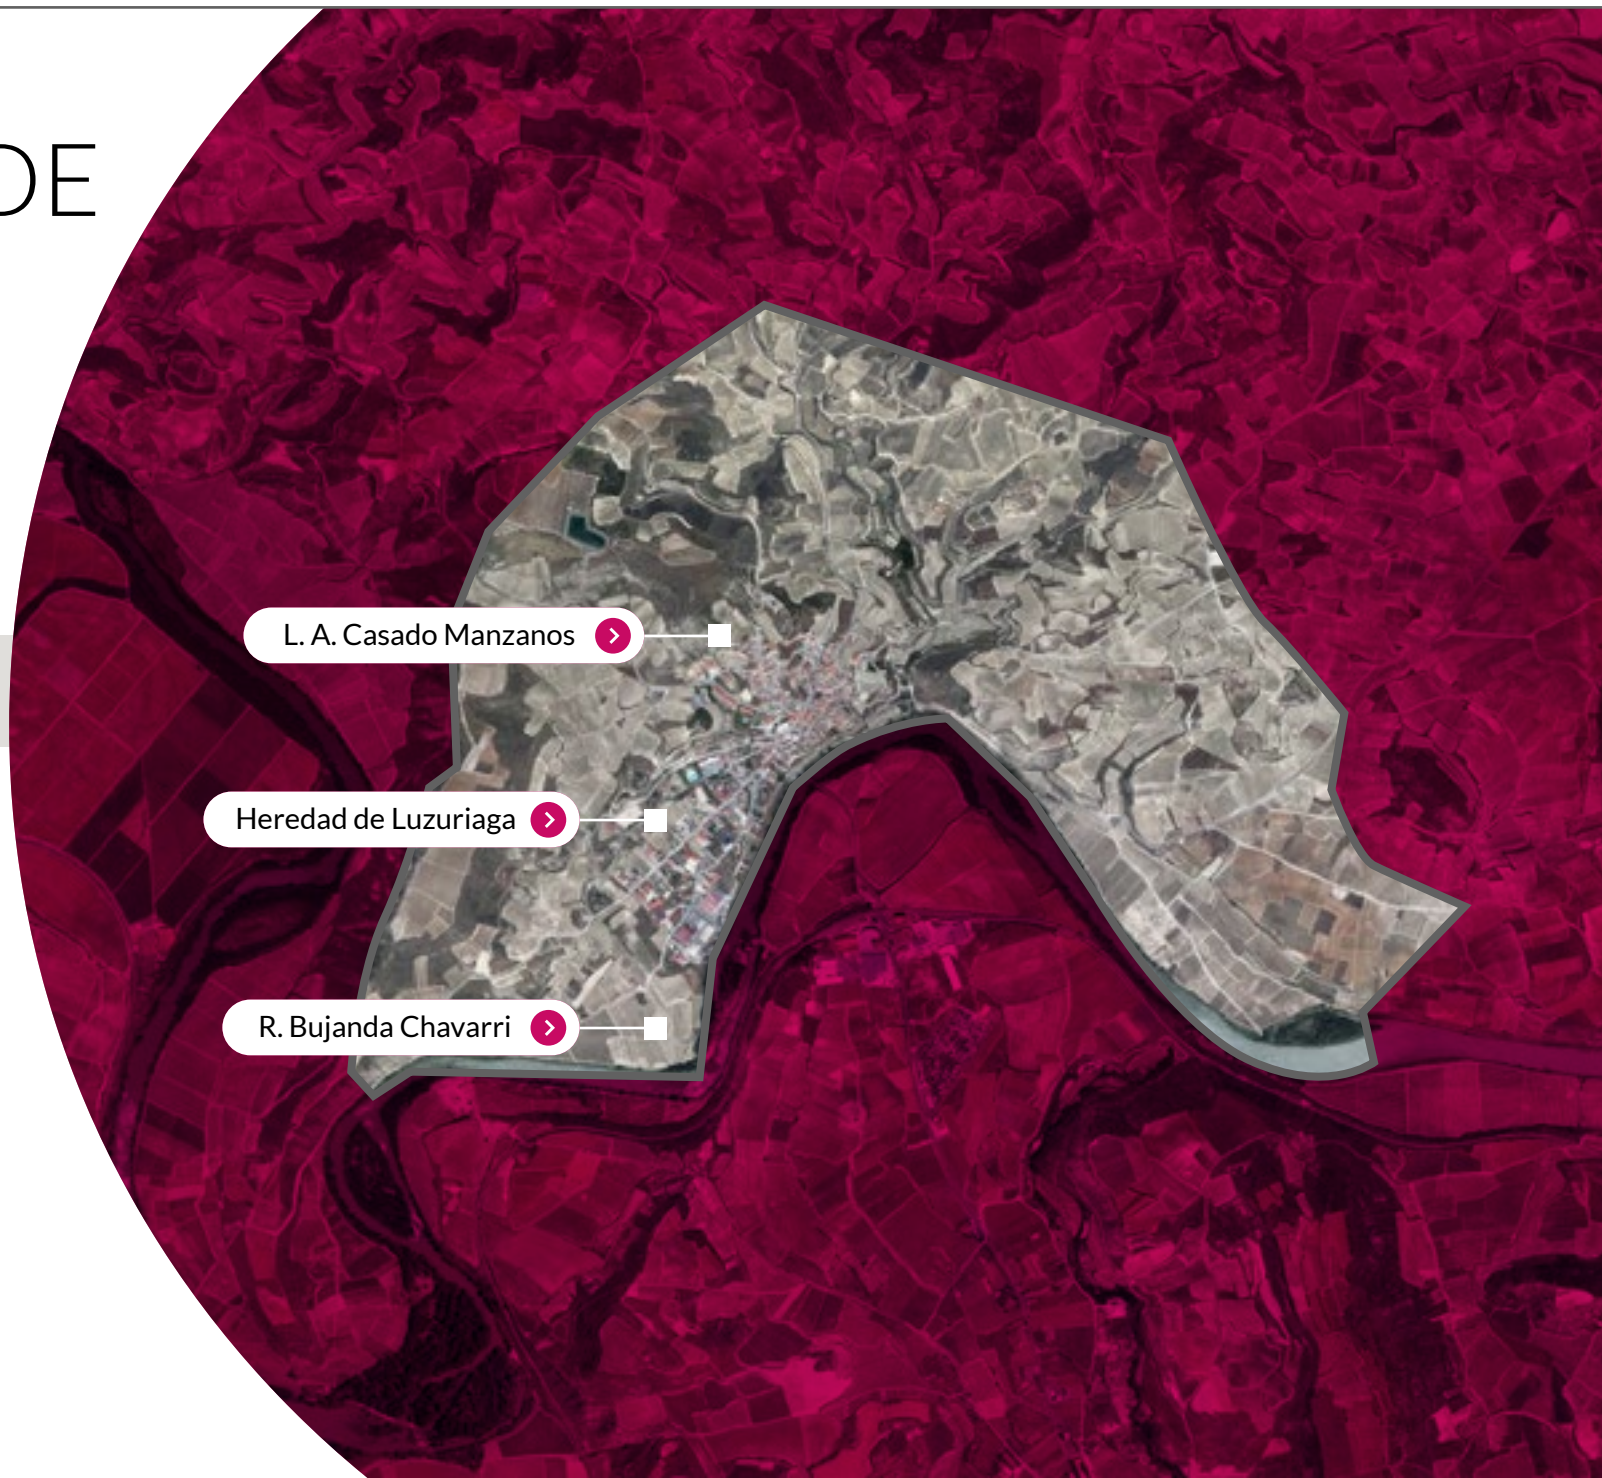 DE
L. A. Casado Manzanos
Heredad de Luzuriaga
R. Bujanda Chavarri